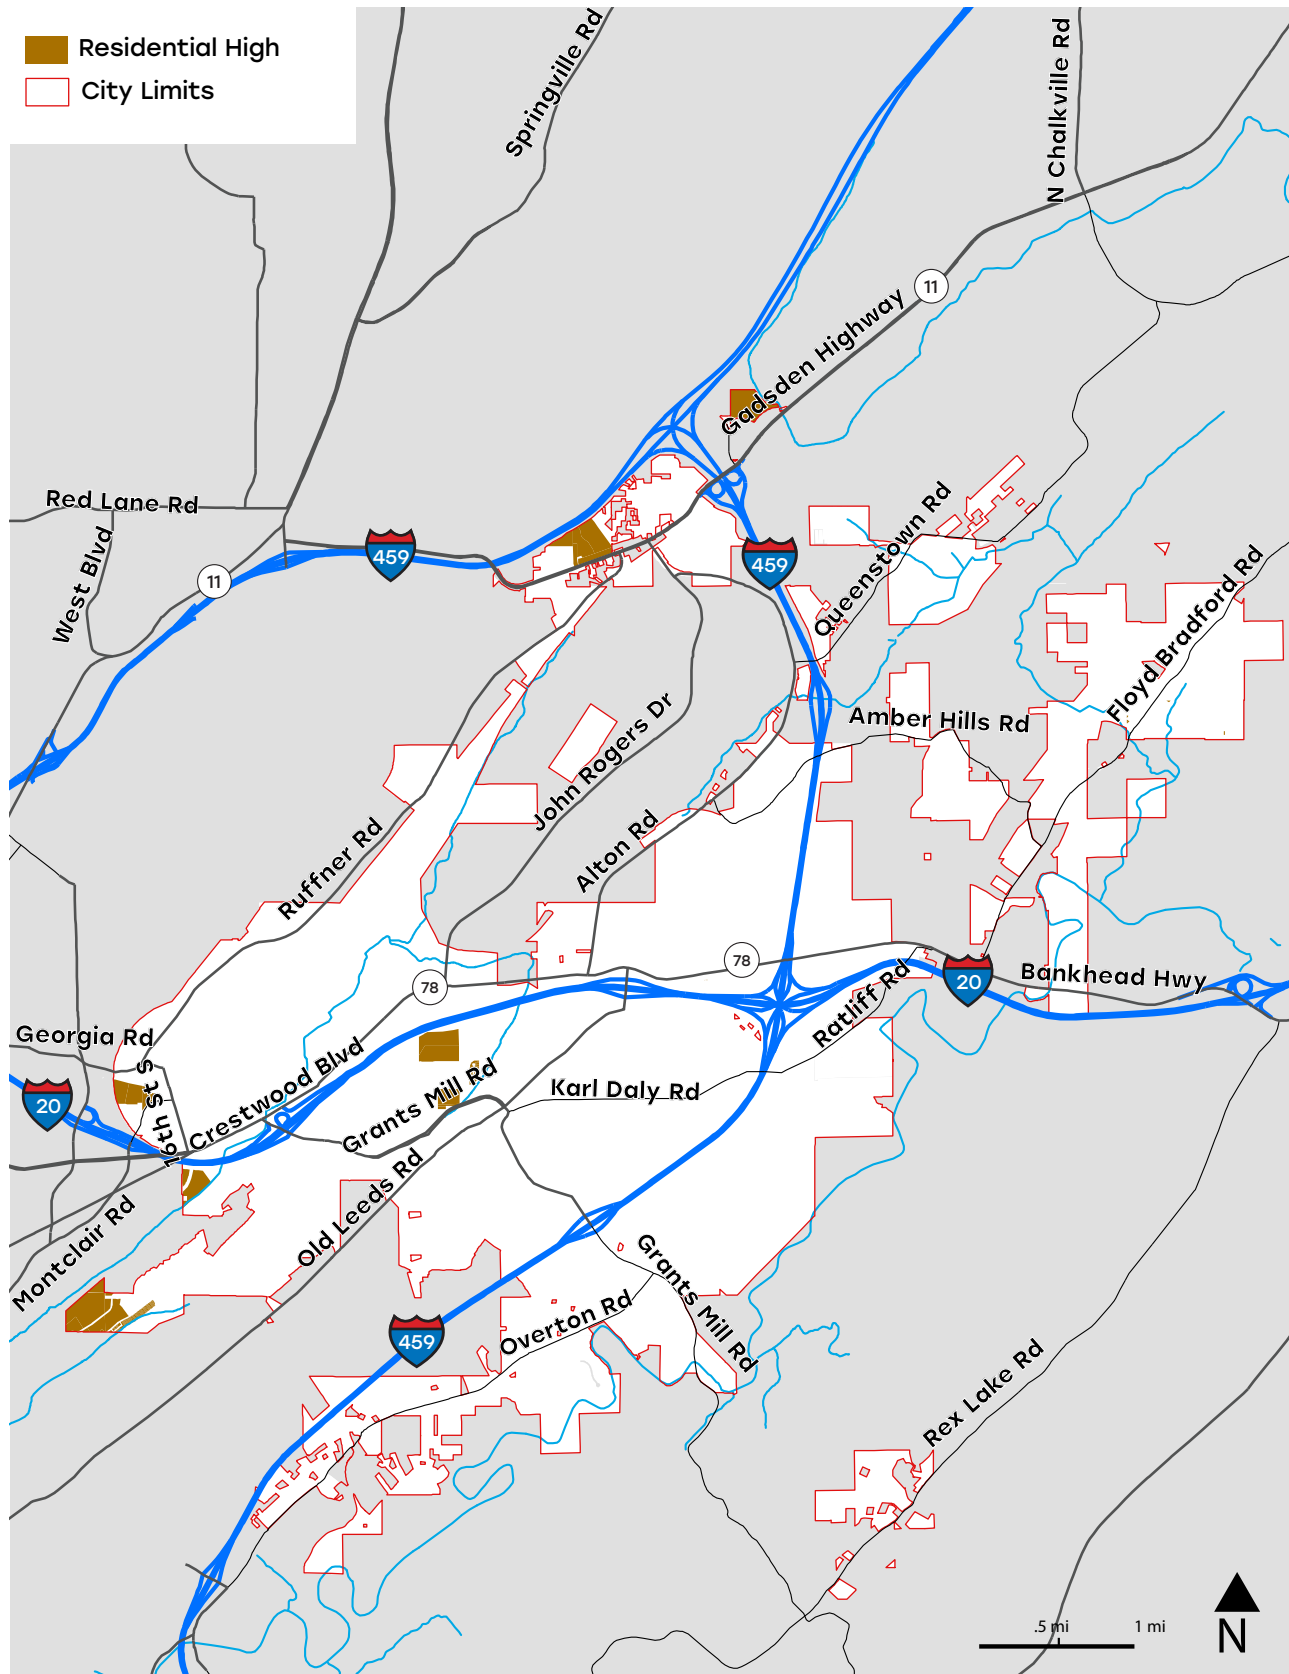 Residential High
City Limits
Springville Rd
N Chalkville Rd
11
Gadsden Highway
Red Lane Rd
West Blvd
459
11
459
Queenstown Rd
Floyd Bradford Rd
Amber Hills Rd
John Rogers Dr
Alton Rd
Ruffner Rd
78
78
20
Bankhead Hwy
Ratliff Rd
Georgia Rd
16th St S
20
Crestwood Blvd
Grants Mill Rd
Karl Daly Rd
Old Leeds Rd
Montclair Rd
Grants Mill Rd
459
Overton Rd
Rex Lake Rd
.5 mi
1 mi
N